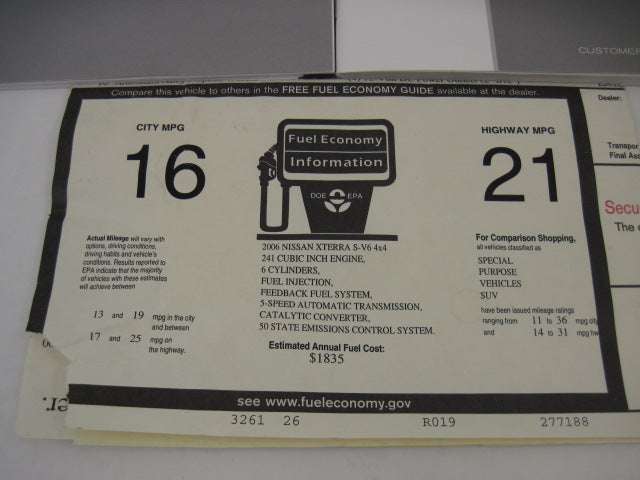 CUSTOMER
Compare this vehicle to others in the FREE FUEL ECONOMY GUIDE available at the dealer.
CITY MPG
16
Fuel Economy
Information
DOE EPA
HIGHWAY MPG
21
Actual Mileage will vary with
options, driving conditions,
driving habits and vehicle's
conditions. Results reported to
EPA indicate that the majority
of vehicles with these estimates
will achieve between
13 and 19 mpg in the city
and between
17 and 25 mpg on
the highway.
2006 NISSAN XTERRA S-V6 4x4
241 CUBIC INCH ENGINE,
6 CYLINDERS,
FUEL INJECTION,
FEEDBACK FUEL SYSTEM,
5-SPEED AUTOMATIC TRANSMISSION,
CATALYTIC CONVERTER,
50 STATE EMISSIONS CONTROL SYSTEM.
Estimated Annual Fuel Cost:
$1835
For Comparison Shopping,
all vehicles classified as
SPECIAL
PURPOSE
VEHICLES
SUV
have been issued mileage ratings
ranging from 11 to 36 mpg city
and 14 to 31 mpg hw
see www.fueleconomy.gov
3261 26 R019 277188
Dealer:
Transpor
Final Ass
Secu
The